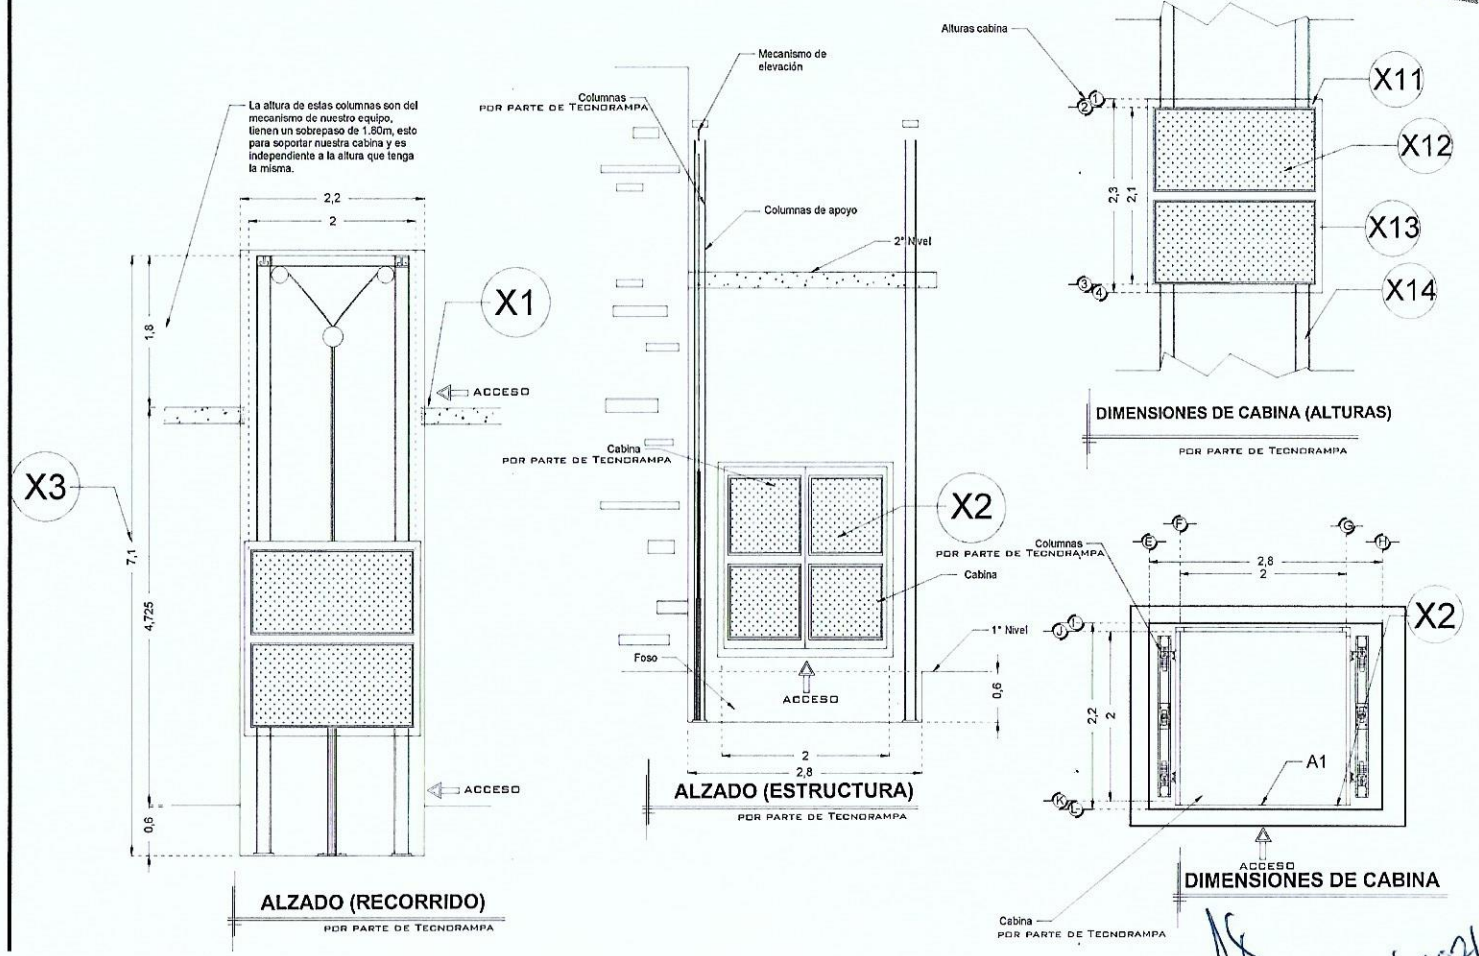 La altura de estas columnas son del
mecanismo de nuestro equipo,
tienen un sobrepaso de 1.80m, esto
para soportar nuestra cabina y es
independiente a la altura que tenga
la misma.
2,2
2
1,8
X1
ACCESO
X3
7,1
4,725
ACCESO
0,6
ALZADO (RECORRIDO)
POR PARTE DE TECNORAMPA
Mecanismo de
elevación
Columnas
POR PARTE DE TECNORAMPA
Columnas de apoyo
2° Nivel
Cabina
POR PARTE DE TECNORAMPA
X2
POR PARTE DE TECNORAMPA
Cabina
1° Nivel
Foso
ACCESO
0,6
2
2,8
ALZADO (ESTRUCTURA)
POR PARTE DE TECNORAMPA
Alturas cabina
1
2
X11
X12
2,3
2,1
X13
3
4
X14
DIMENSIONES DE CABINA (ALTURAS)
POR PARTE DE TECNORAMPA
F
G
Columnas
E
H
2,8
2
X2
I
J
2,2
2
A1
K
L
ACCESO
DIMENSIONES DE CABINA
Cabina
POR PARTE DE TECNORAMPA